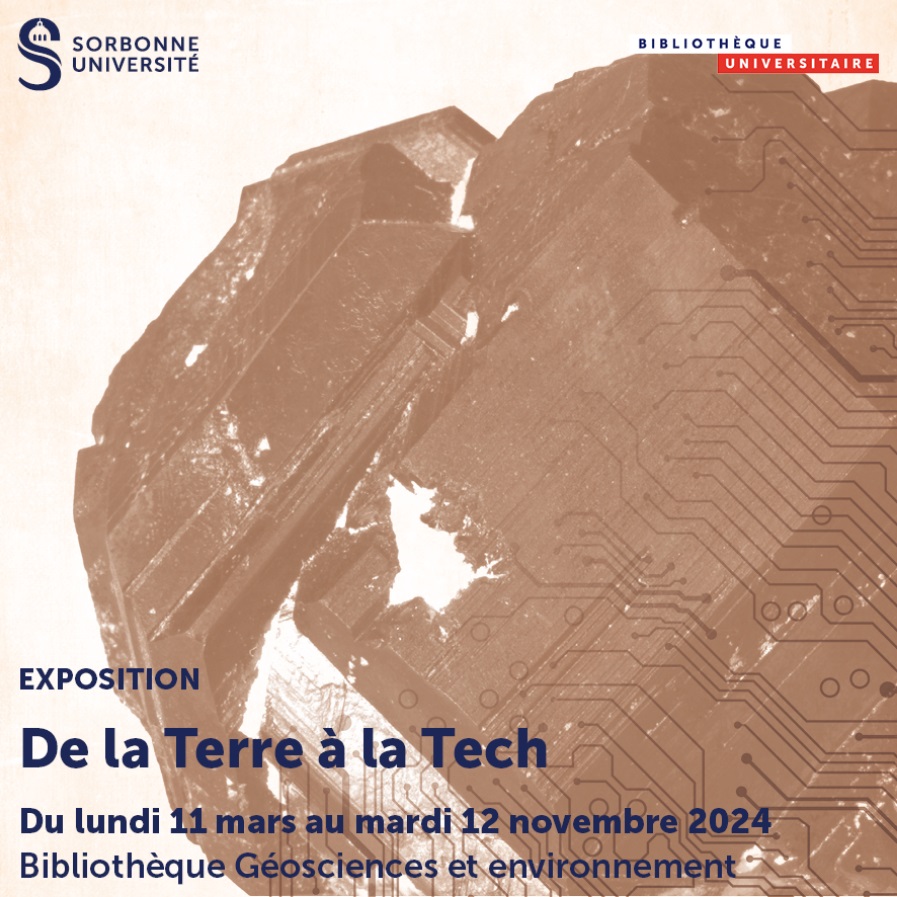 SORBONNE
UNIVERSITÉ
BIBLIOTHÈQUE
UNIVERSITAIRE
EXPOSITION
De la Terre à la Tech
Du lundi 11 mars au mardi 12 novembre 2024
Bibliothèque Géosciences et environnement